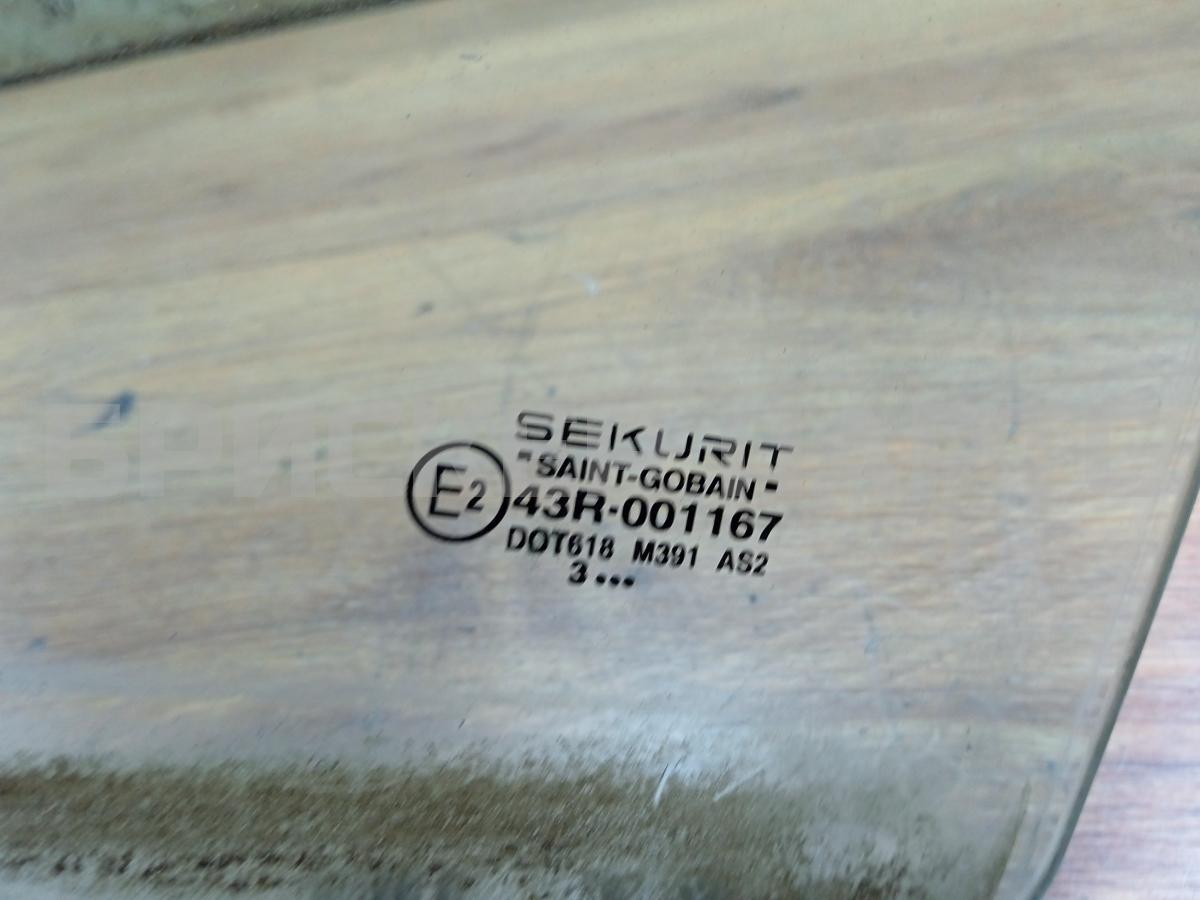 SEKURIT
"SAINT-GOBAIN"
E2 43R-001167
DOT618 M391 AS2
3...